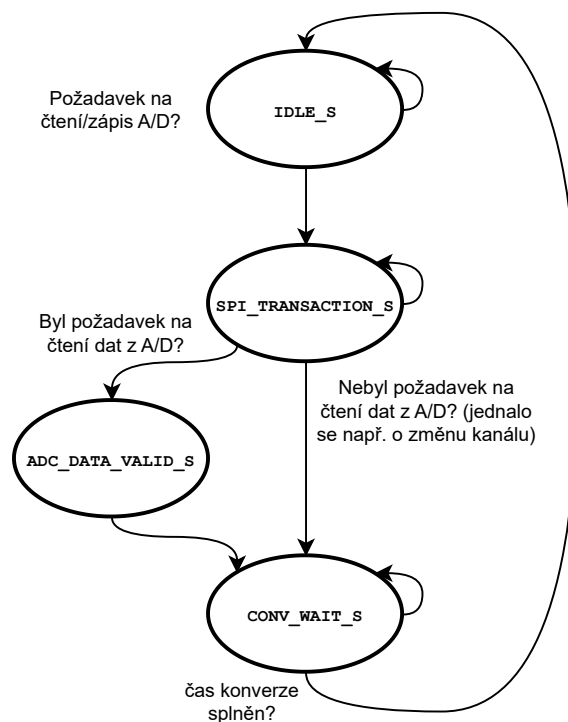 Požadavek na
čtení/zápis A/D?
IDLE_S
SPI_TRANSACTION_S
Byl požadavek na
čtení dat z A/D?
Nebyl požadavek na
čtení dat z A/D? (jednalo
se např. o změnu kanálu)
ADC_DATA_VALID_S
CONV_WAIT_S
čas konverze
splněn?